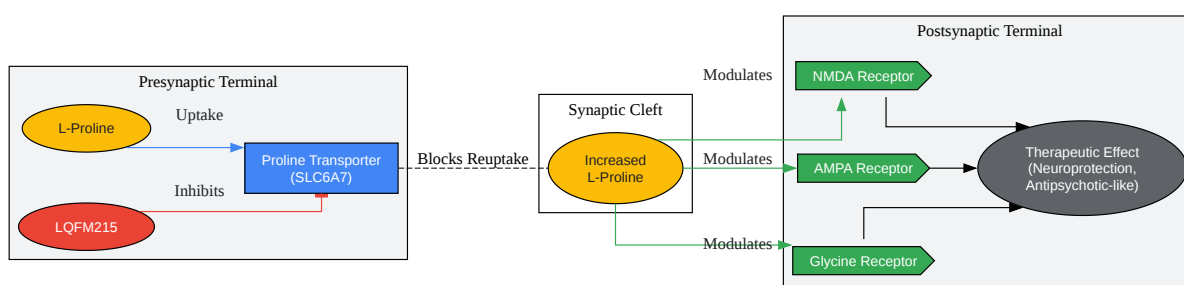 Presynaptic Terminal
L-Proline
Uptake
Proline Transporter
(SLC6A7)
Inhibits
LQFM215
Blocks Reuptake
Synaptic Cleft
Increased
L-Proline
Modulates
Modulates
Modulates
Postsynaptic Terminal
NMDA Receptor
AMPA Receptor
Glycine Receptor
Therapeutic Effect
(Neuroprotection,
Antipsychotic-like)